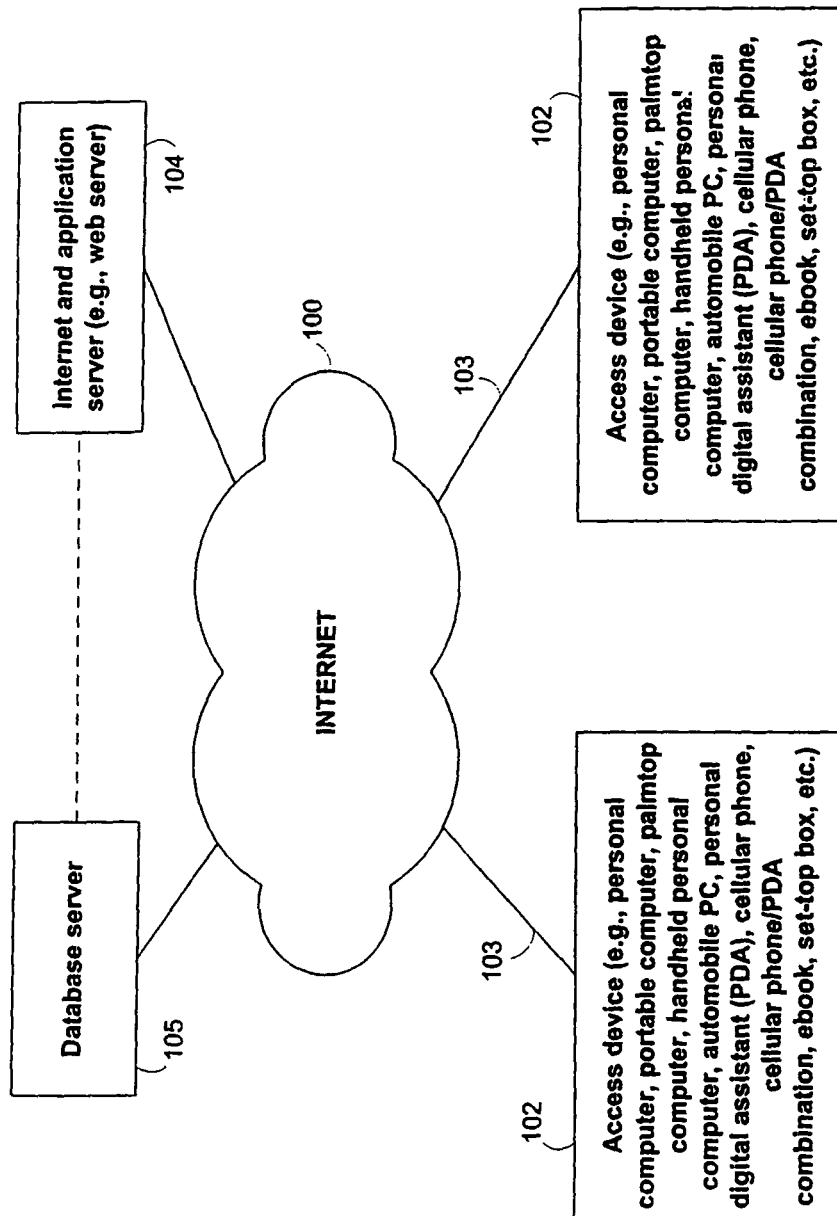 Database server
105
Internet and application
server (e.g., web server)
104
100
INTERNET
103
103
102
Access device (e.g., personal
computer, portable computer, palmtop
computer, handheld personal
computer, automobile PC, personal
digital assistant (PDA), cellular phone,
cellular phone/PDA
combination, ebook, set-top box, etc.)
102
Access device (e.g., personal
computer, portable computer, palmtop
computer, handheld personal
computer, automobile PC, personal
digital assistant (PDA), cellular phone,
cellular phone/PDA
combination, ebook, set-top box, etc.)